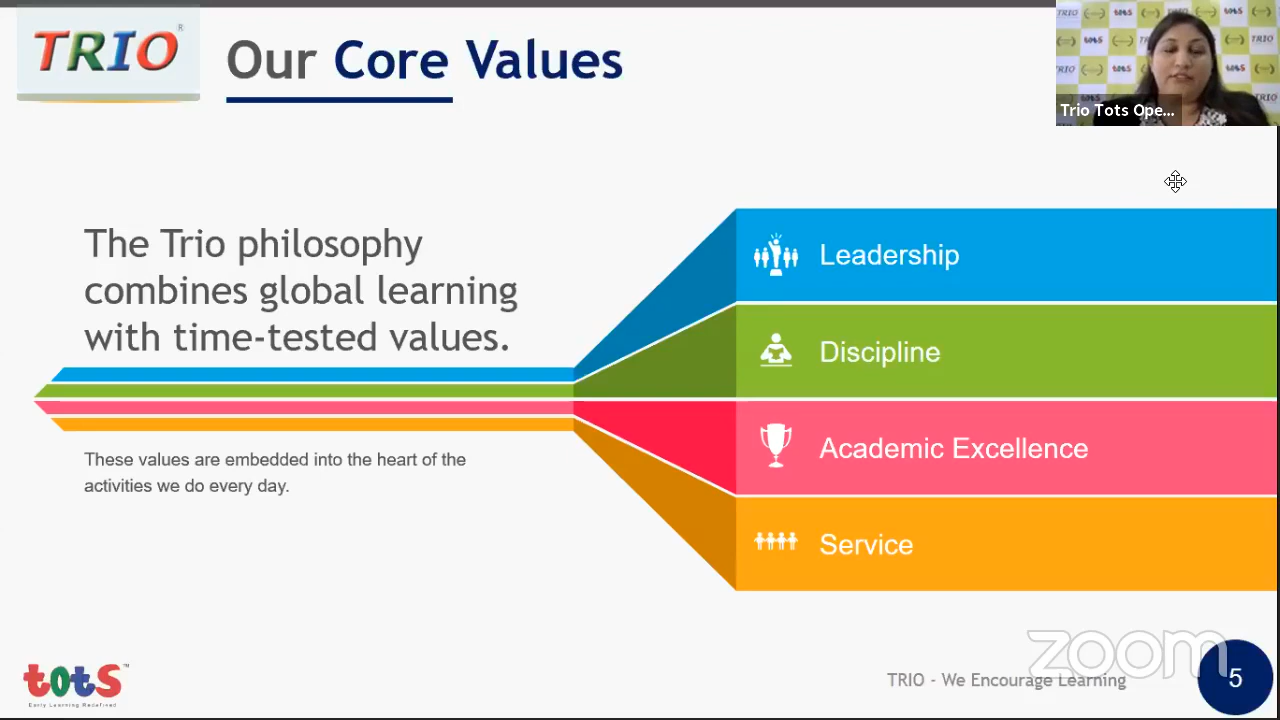 TRIO®
Our Core Values
Trio Tots Ope...
The Trio philosophy
combines global learning
with time-tested values.
These values are embedded into the heart of the
activities we do every day.
Leadership
Discipline
Academic Excellence
Service
tots™
Early Learning Redefined
TRIO - We Encourage Learning
zoom
5